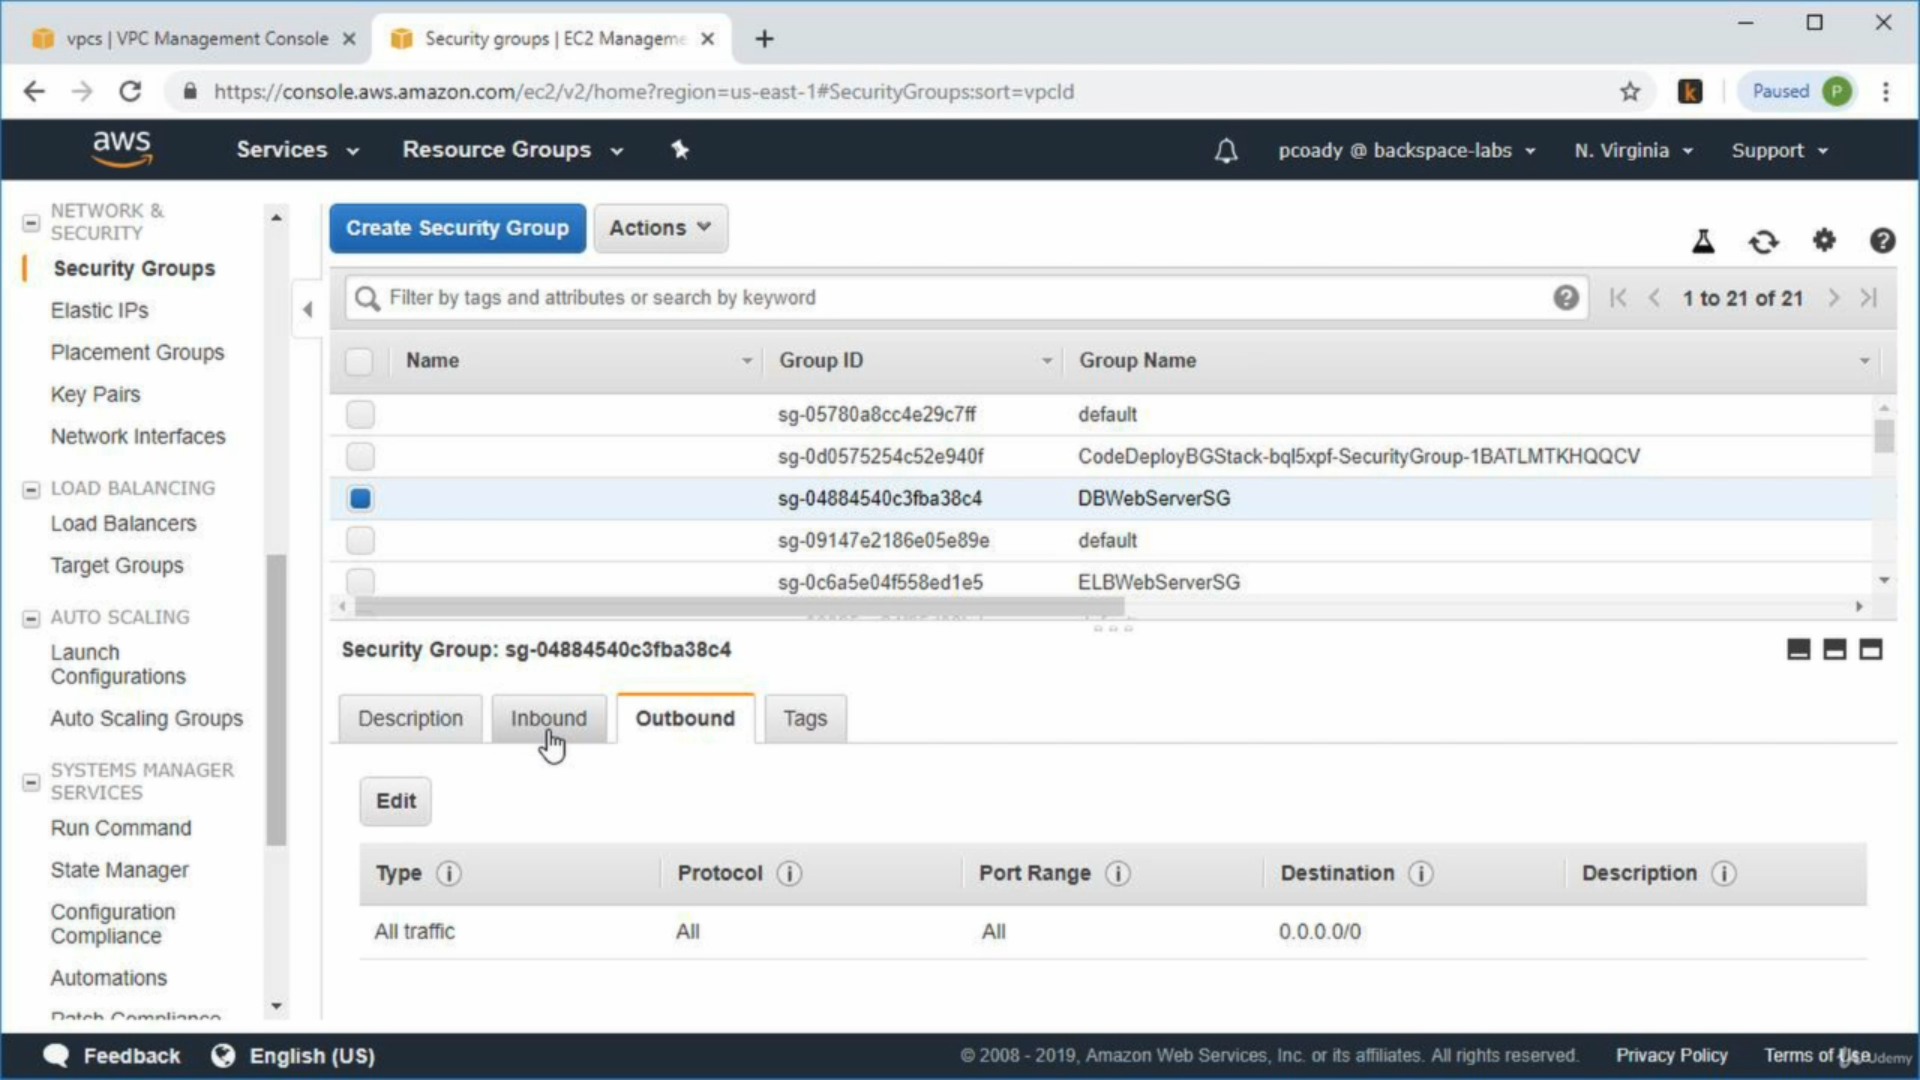 vpcs | VPC Management Console
Security groups | EC2 Manageme
https://console.aws.amazon.com/ec2/v2/home?region=us-east-1#SecurityGroups:sort=vpcId
k
Paused P
aws Services Resource Groups pcoady @ backspace-labs N. Virginia Support
NETWORK &
SECURITY
Security Groups
Elastic IPs
Placement Groups
Key Pairs
Network Interfaces
LOAD BALANCING
Load Balancers
Target Groups
AUTO SCALING
Launch
Configurations
Auto Scaling Groups
SYSTEMS MANAGER
SERVICES
Run Command
State Manager
Configuration
Compliance
Automations
Patch Compliance
Create Security Group Actions
Filter by tags and attributes or search by keyword
1 to 21 of 21
Name Group ID Group Name
sg-05780a8cc4e29c7ff default
sg-0d0575254c52e940f CodeDeployBGStack-bql5xpf-SecurityGroup-1BATLMTKHQQCV
sg-04884540c3fba38c4 DBWebServerSG
sg-09147e2186e05e89e default
sg-0c6a5e04f558ed1e5 ELBWebServerSG
Security Group: sg-04884540c3fba38c4
Description Inbound Outbound Tags
Edit
Type Protocol Port Range Destination Description
All traffic All All 0.0.0.0/0
Feedback English (US)
© 2008 - 2019, Amazon Web Services, Inc. or its affiliates. All rights reserved. Privacy Policy Terms of Use
Udemy